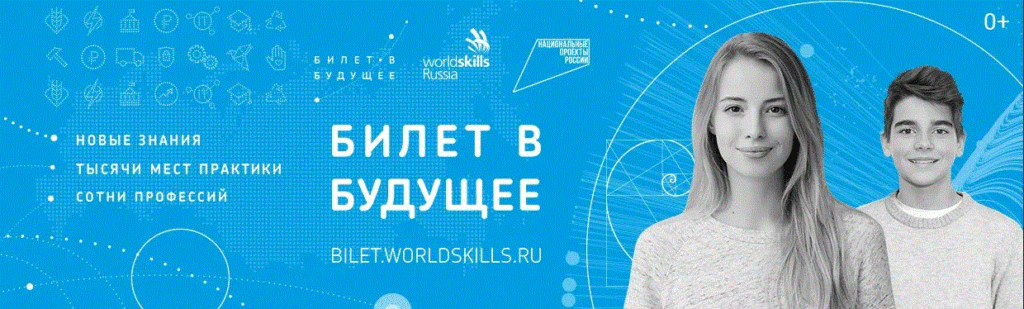 БИЛЕТ В
БУДУЩЕЕ
worldskills
Russia
НАЦИОНАЛЬНЫЕ
ПРОЕКТЫ
РОССИИ
0+
НОВЫЕ ЗНАНИЯ
ТЫСЯЧИ МЕСТ ПРАКТИКИ
СОТНИ ПРОФЕССИЙ
БИЛЕТ В
БУДУЩЕЕ
BILET.WORLDSKILLS.RU